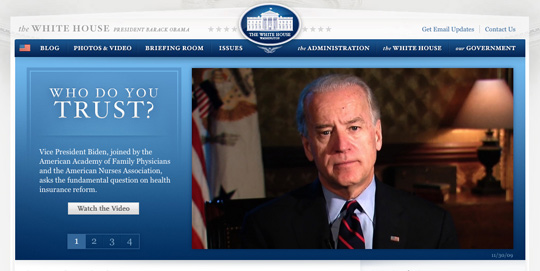 the WHITE HOUSE PRESIDENT BARACK OBAMA
THE WHITE HOUSE
WASHINGTON
Get Email Updates Contact Us
BLOG PHOTOS & VIDEO BRIEFING ROOM ISSUES the ADMINISTRATION the WHITE HOUSE our GOVERNMENT
WHO DO YOU
TRUST?
Vice President Biden, joined by the
American Academy of Family Physicians
and the American Nurses Association,
asks the fundamental question on health
insurance reform.
Watch the Video
1 2 3 4
11/30/09